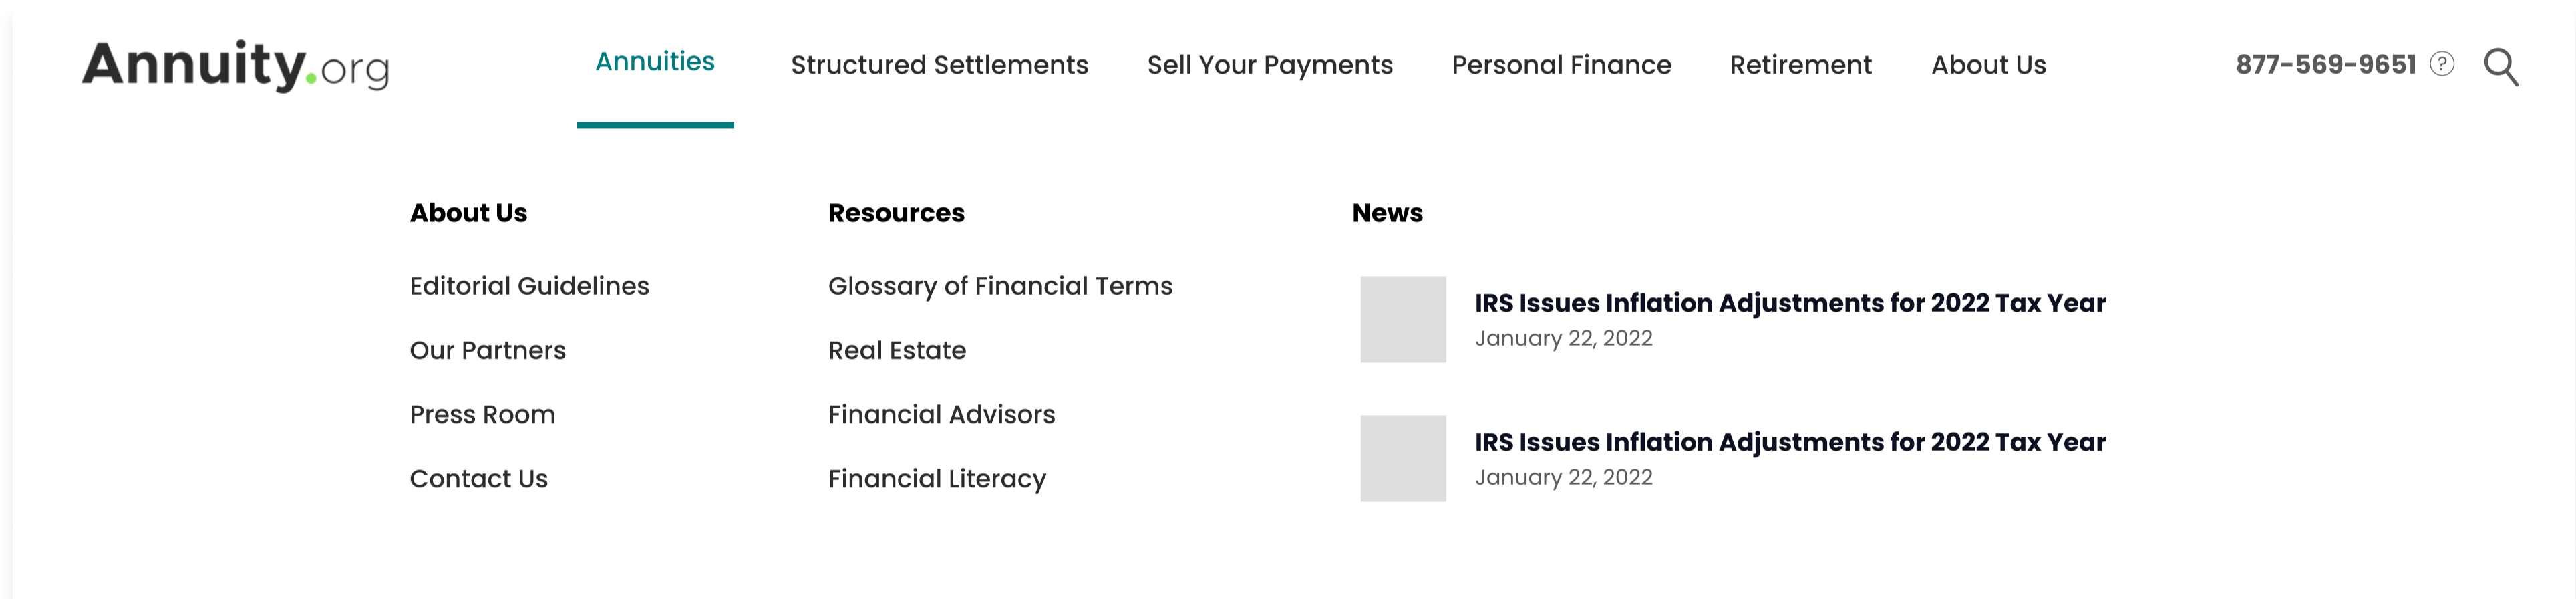 Annuity.org
Annuities
Structured Settlements
Sell Your Payments
Personal Finance
Retirement
About Us
877-569-9651 ?
About Us
Editorial Guidelines
Our Partners
Press Room
Contact Us
Resources
Glossary of Financial Terms
Real Estate
Financial Advisors
Financial Literacy
News
IRS Issues Inflation Adjustments for 2022 Tax Year
January 22, 2022
IRS Issues Inflation Adjustments for 2022 Tax Year
January 22, 2022